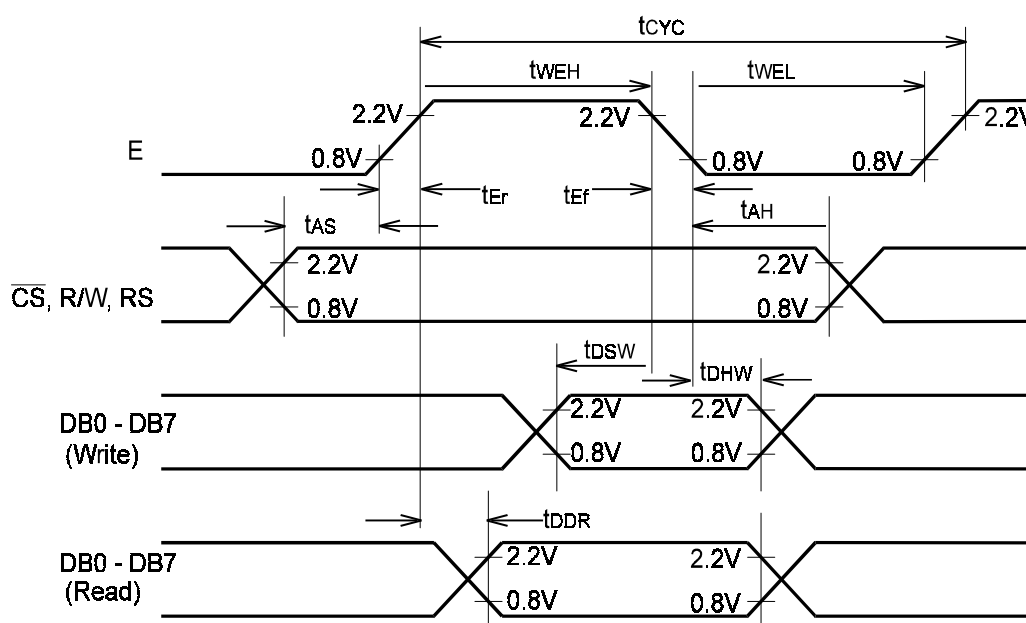 tCYC
tWEH tWEL
2.2V 2.2V 2.2V
E 0.8V 0.8V 0.8V
tEr tEf
tAS tAH
2.2V 2.2V
CS, R/W, RS
0.8V 0.8V
tDSW tDHW
DB0 - DB7 2.2V 2.2V
(Write) 0.8V 0.8V
tDDR
DB0 - DB7 2.2V 2.2V
(Read) 0.8V 0.8V